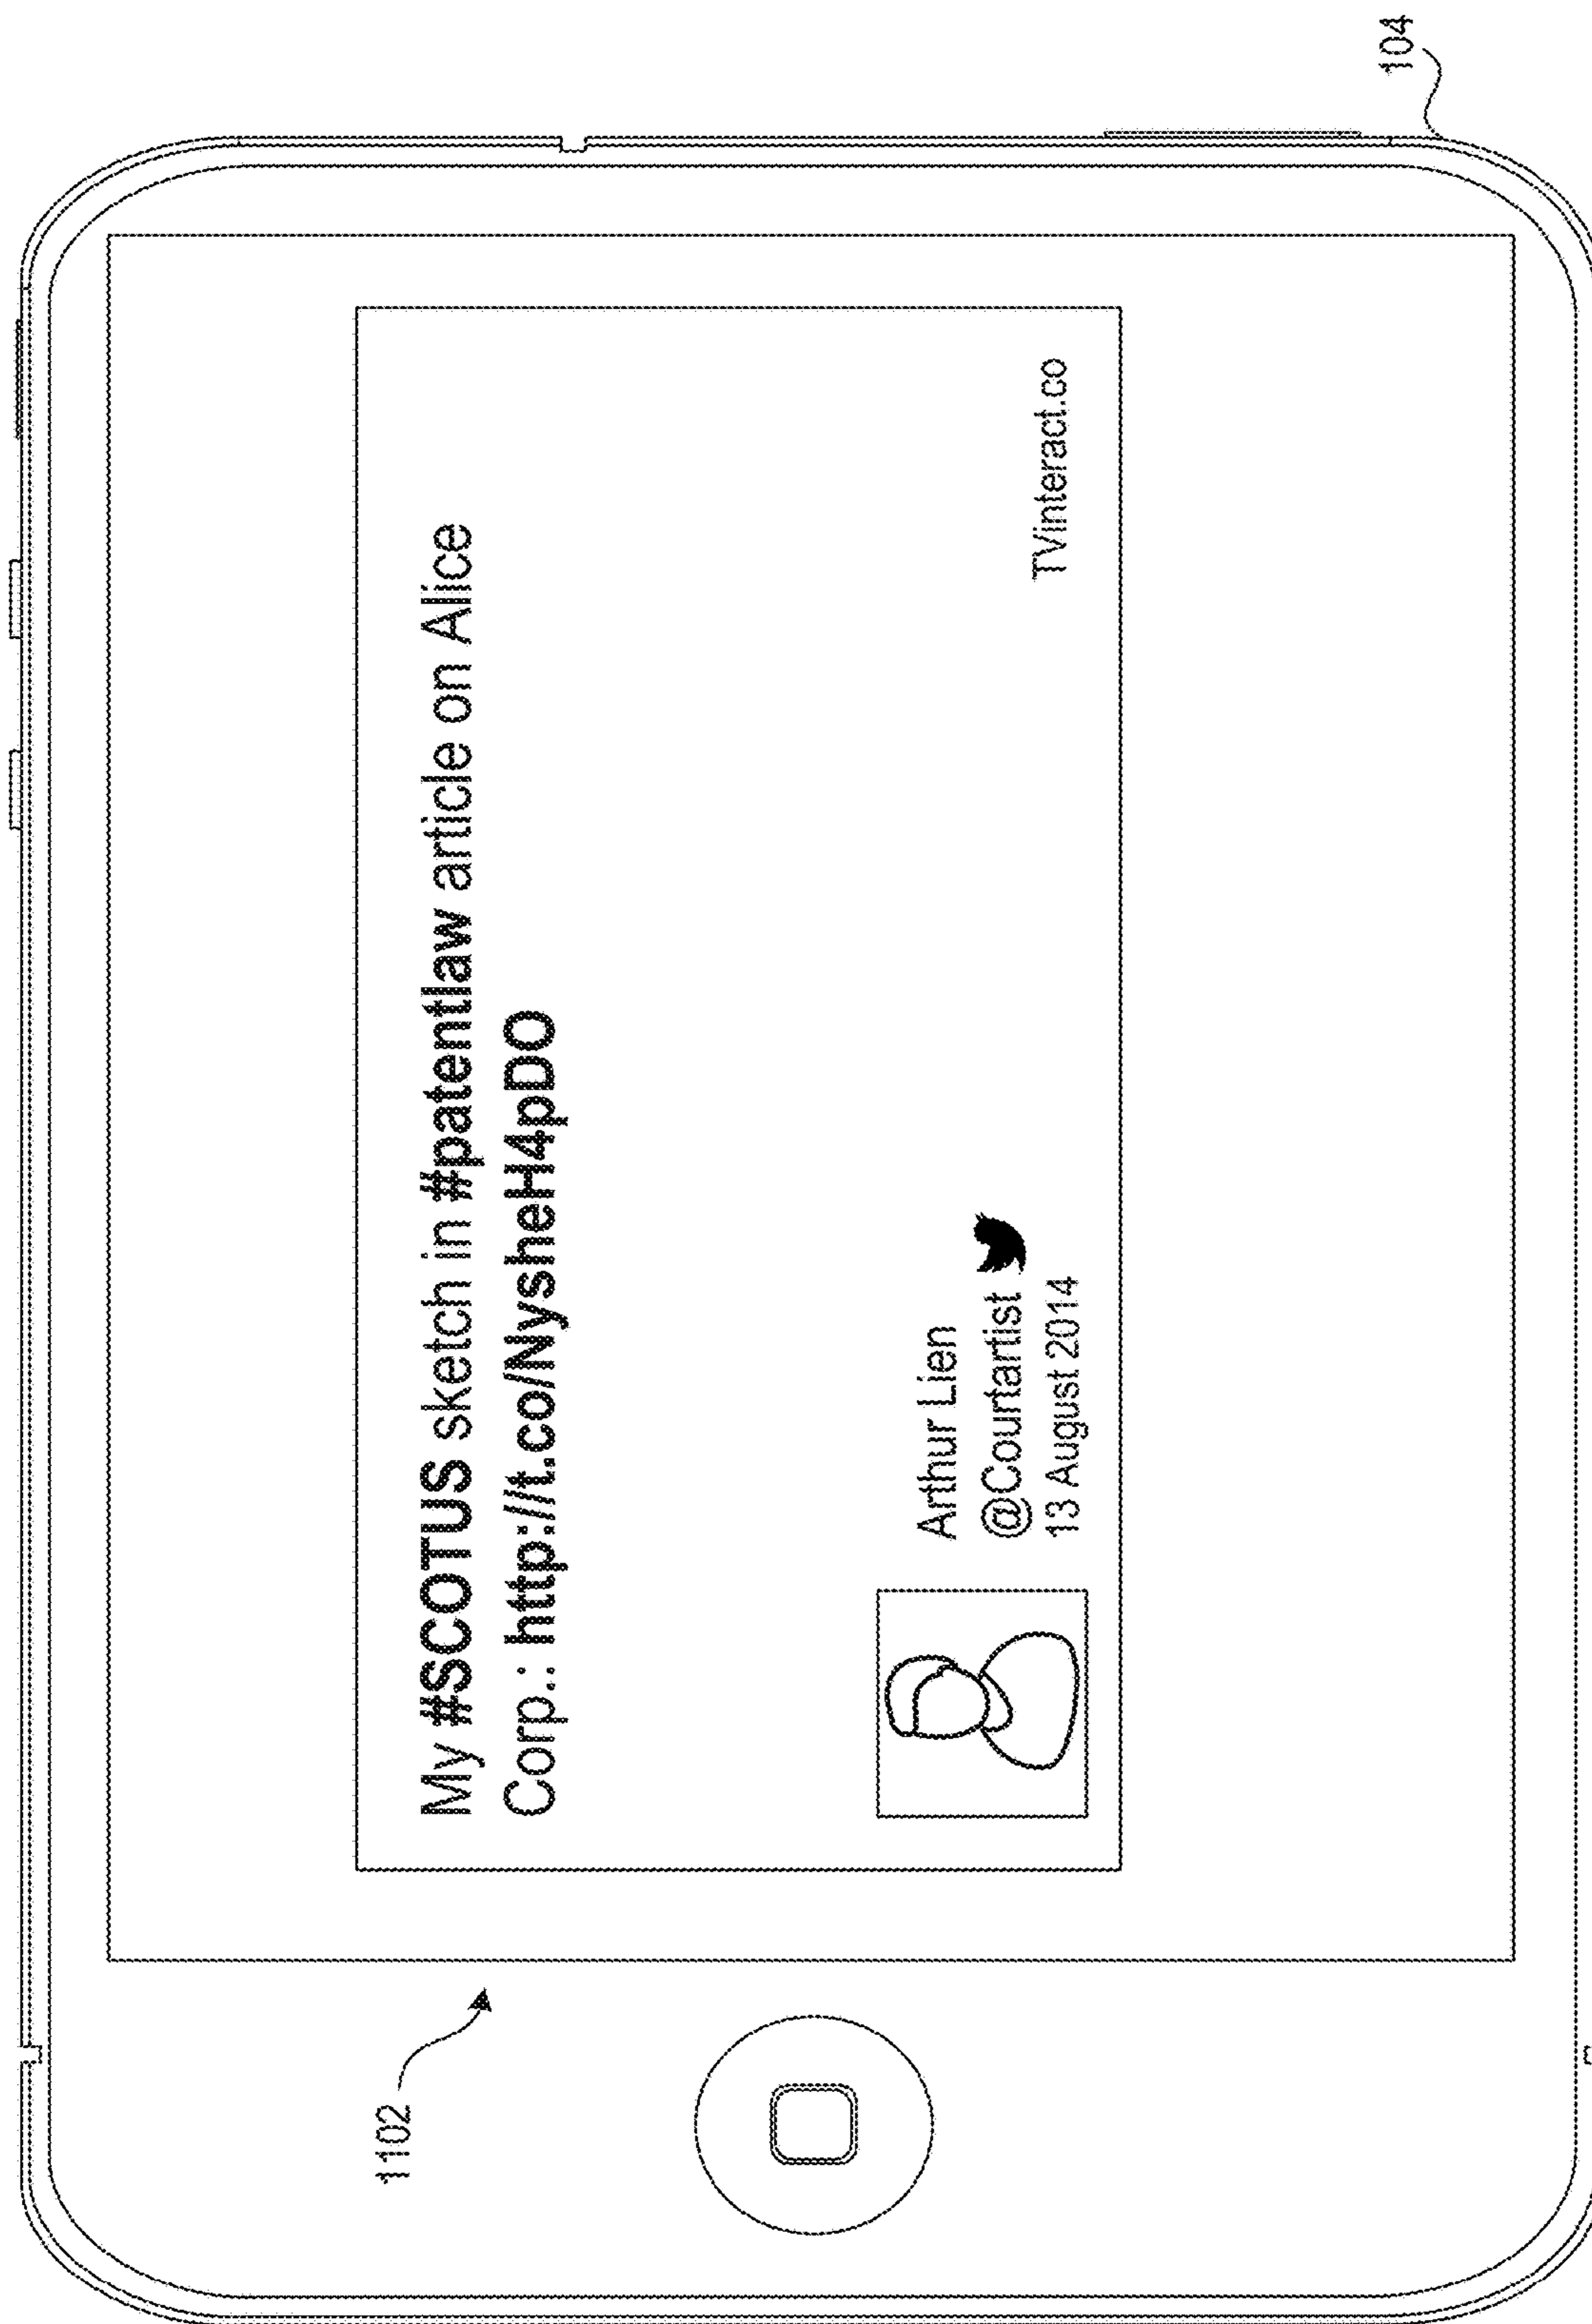 My #SCOTUS sketch in #patentlaw article on Alice
Corp.: http://t.co/NysheH4pDO
Arthur Lien
@Courtartist
13 August 2014
TVinteract.co
1102
104